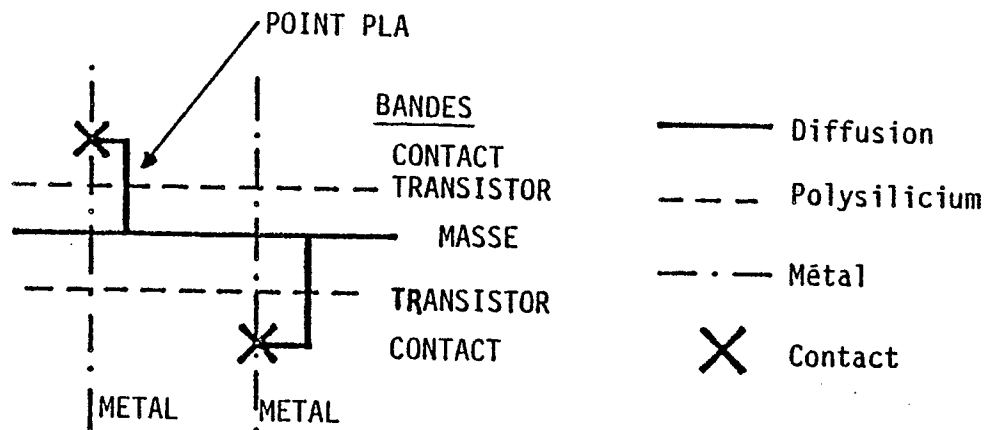 POINT PLA
BANDES
CONTACT
TRANSISTOR
MASSE
TRANSISTOR
CONTACT
METAL
METAL
Diffusion
Polysilicium
Métal
Contact